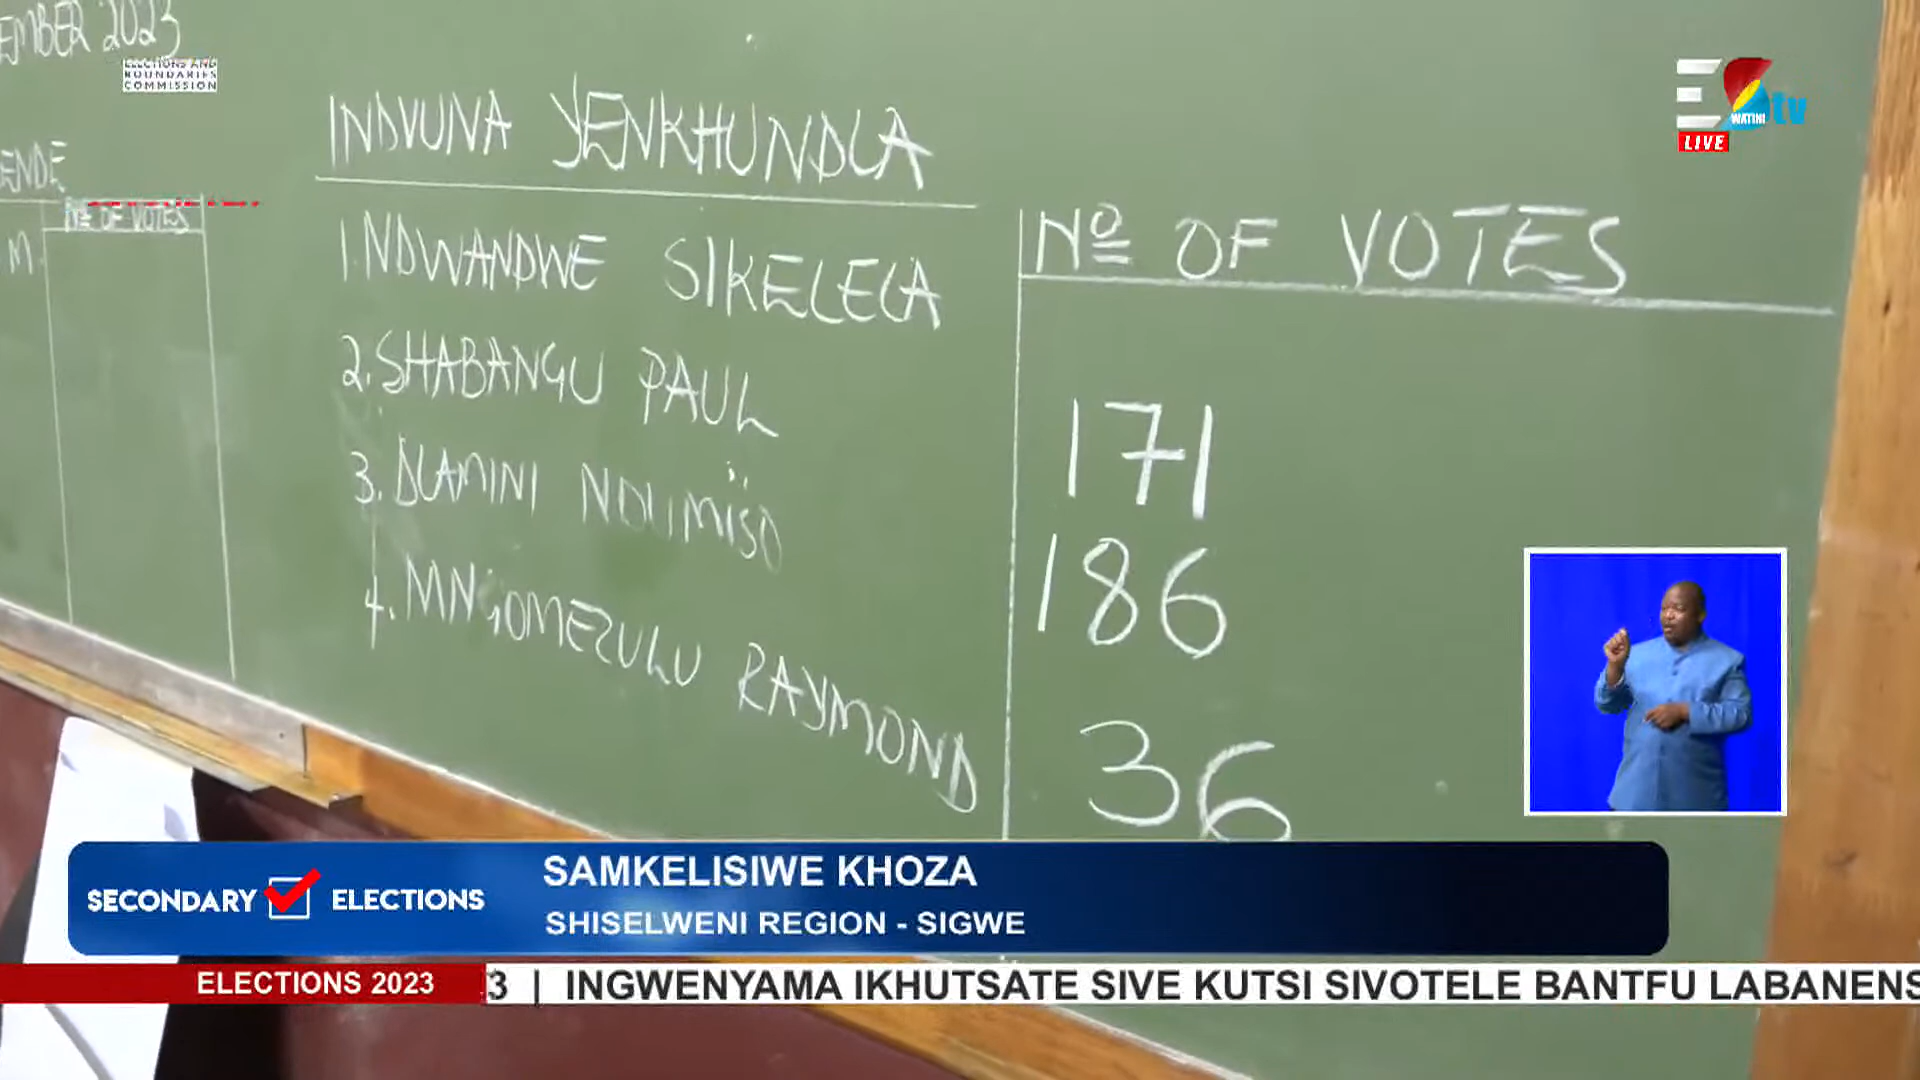 EMBER 2023
ELECTIONS AND
BOUNDARIES
COMMISSION
ENDE
Nº OF VOTES
M.
INDVUNA YENKHUNDLA
1. NDWANDWE SIKELELA
2. SHABANGU PAUL
3. DLAMINI NDUMISO
4. MNGOMEZULU RAYMOND
Nº OF VOTES
171
186
36
E
WATINI tv
LIVE
SECONDARY ELECTIONS
SAMKELISIWE KHOZA
SHISELWENI REGION - SIGWE
ELECTIONS 2023
3 | INGWENYAMA IKHUTSATE SIVE KUTSI SIVOTELE BANTFU LABANENS